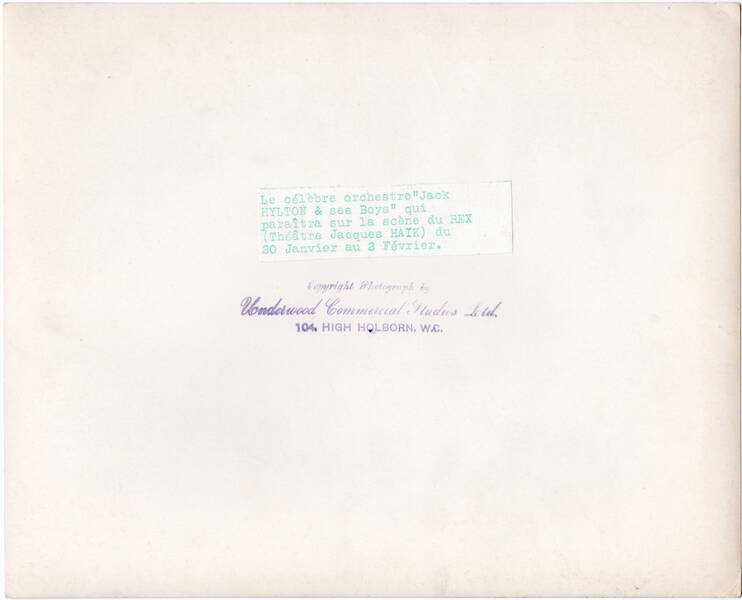 Le célèbre orchestre"Jack
HYLTON & ses Boys" qui
paraîtra sur la scène du REX
(Théâtre Jacques HAÏK) du
30 Janvier au 2 Février.
Copyright Photograph by
Underwood Commercial Studios Ltd.
104, HIGH HOLBORN, W.C.